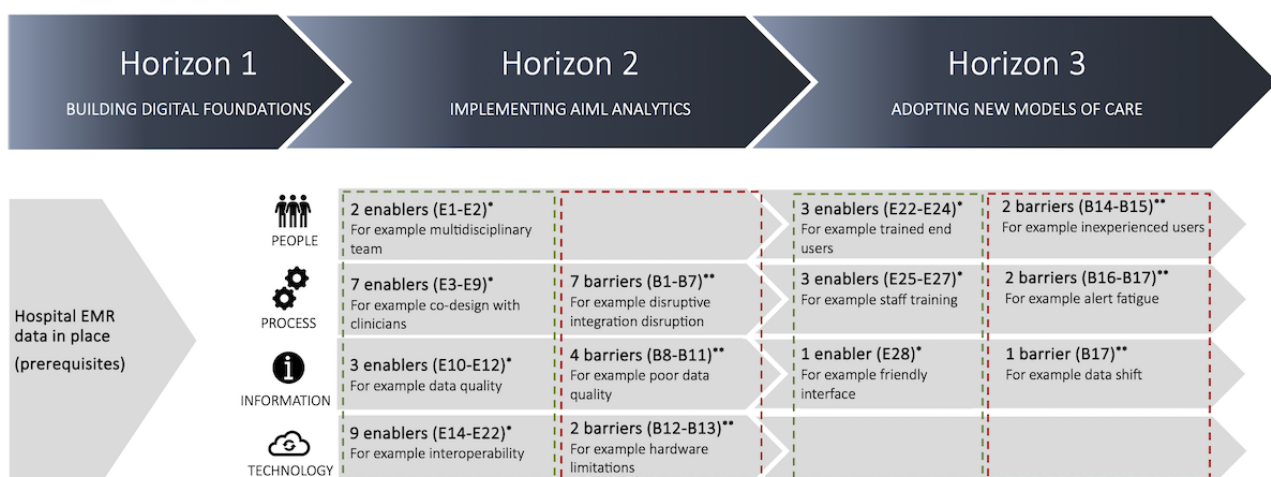 Horizon 1
BUILDING DIGITAL FOUNDATIONS
Horizon 2
IMPLEMENTING AIML ANALYTICS
Horizon 3
ADOPTING NEW MODELS OF CARE
Hospital EMR
data in place
(prerequisites)
PEOPLE
2 enablers (E1-E2)*
For example multidisciplinary
team
3 enablers (E22-E24)*
For example trained end
users
2 barriers (B14-B15)**
For example inexperienced users
PROCESS
7 enablers (E3-E9)*
For example co-design with
clinicians
7 barriers (B1-B7)**
For example disruptive
integration disruption
3 enablers (E25-E27)*
For example staff training
2 barriers (B16-B17)**
For example alert fatigue
INFORMATION
3 enablers (E10-E12)*
For example data quality
4 barriers (B8-B11)**
For example poor data
quality
1 enabler (E28)*
For example friendly
interface
1 barrier (B17)**
For example data shift
TECHNOLOGY
9 enablers (E14-E22)*
For example interoperability
2 barriers (B12-B13)**
For example hardware
limitations